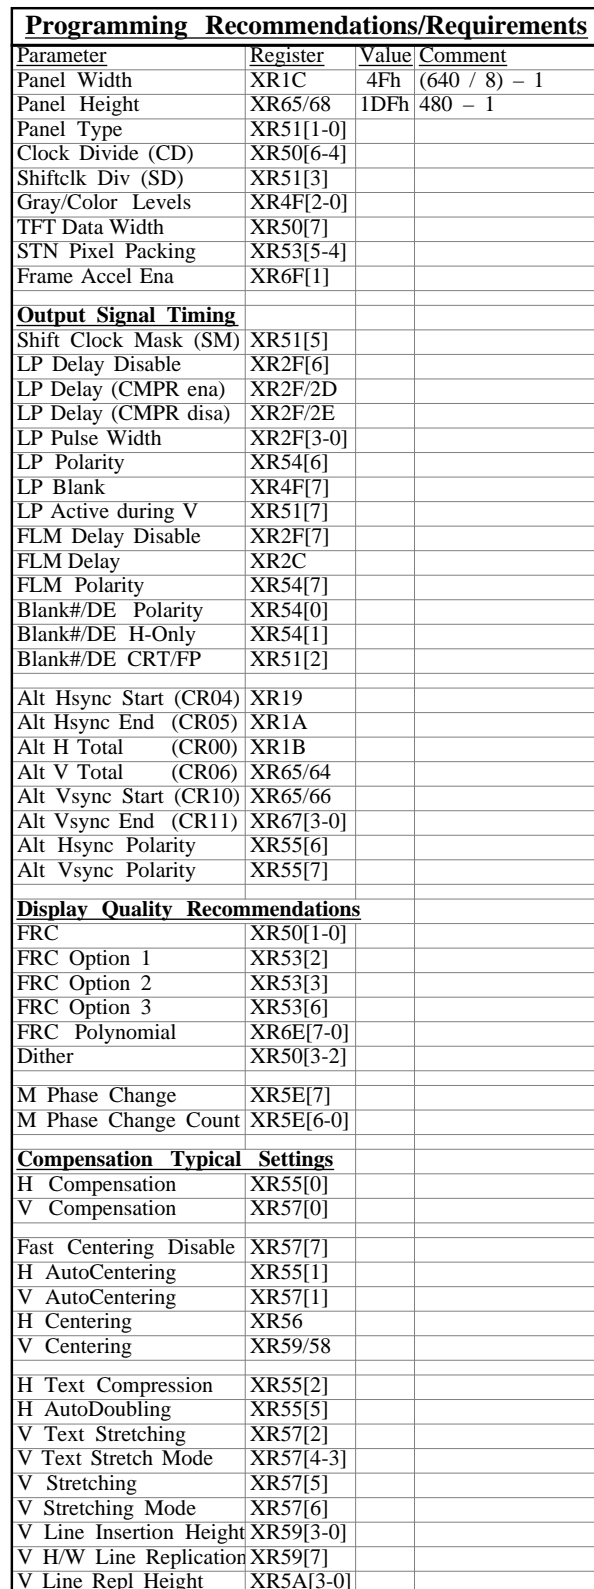 Programming Recommendations/Requirements
Parameter Register Value Comment
Panel Width XR1C 4Fh (640 / 8) – 1
Panel Height XR65/68 1DFh 480 – 1
Panel Type XR51[1-0]
Clock Divide (CD) XR50[6-4]
Shiftclk Div (SD) XR51[3]
Gray/Color Levels XR4F[2-0]
TFT Data Width XR50[7]
STN Pixel Packing XR53[5-4]
Frame Accel Ena XR6F[1]
Output Signal Timing
Shift Clock Mask (SM) XR51[5]
LP Delay Disable XR2F[6]
LP Delay (CMPR ena) XR2F/2D
LP Delay (CMPR disa) XR2F/2E
LP Pulse Width XR2F[3-0]
LP Polarity XR54[6]
LP Blank XR4F[7]
LP Active during V XR51[7]
FLM Delay Disable XR2F[7]
FLM Delay XR2C
FLM Polarity XR54[7]
Blank#/DE Polarity XR54[0]
Blank#/DE H-Only XR54[1]
Blank#/DE CRT/FP XR51[2]
Alt Hsync Start (CR04) XR19
Alt Hsync End (CR05) XR1A
Alt H Total (CR00) XR1B
Alt V Total (CR06) XR65/64
Alt Vsync Start (CR10) XR65/66
Alt Vsync End (CR11) XR67[3-0]
Alt Hsync Polarity XR55[6]
Alt Vsync Polarity XR55[7]
Display Quality Recommendations
FRC XR50[1-0]
FRC Option 1 XR53[2]
FRC Option 2 XR53[3]
FRC Option 3 XR53[6]
FRC Polynomial XR6E[7-0]
Dither XR50[3-2]
M Phase Change XR5E[7]
M Phase Change Count XR5E[6-0]
Compensation Typical Settings
H Compensation XR55[0]
V Compensation XR57[0]
Fast Centering Disable XR57[7]
H AutoCentering XR55[1]
V AutoCentering XR57[1]
H Centering XR56
V Centering XR59/58
H Text Compression XR55[2]
H AutoDoubling XR55[5]
V Text Stretching XR57[2]
V Text Stretch Mode XR57[4-3]
V Stretching XR57[5]
V Stretching Mode XR57[6]
V Line Insertion Height XR59[3-0]
V H/W Line Replication XR59[7]
V Line Repl Height XR5A[3-0]